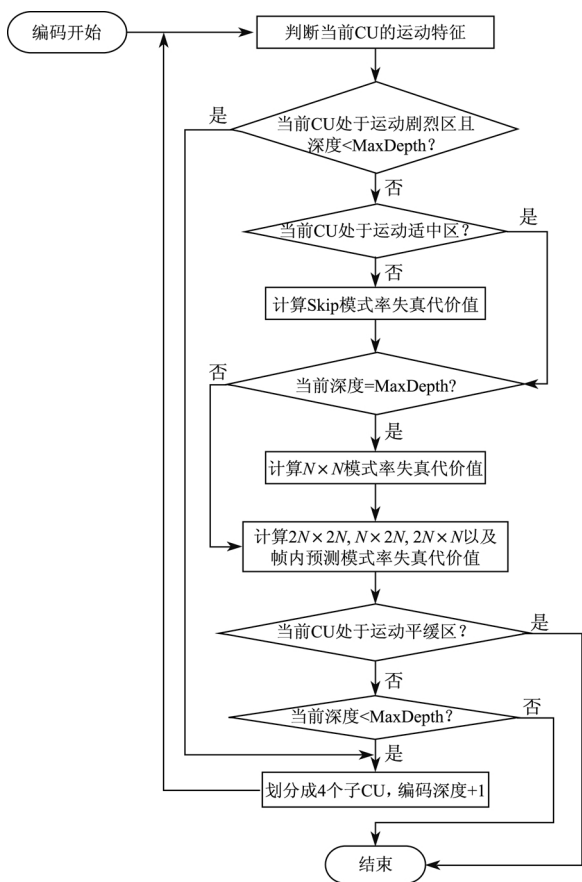 编码开始
判断当前CU的运动特征
是
当前CU处于运动剧烈区且
深度<MaxDepth?
否
当前CU处于运动适中区?
是
否
计算Skip模式率失真代价值
否
当前深度=MaxDepth?
是
计算N×N模式率失真代价值
计算2N×2N, N×2N, 2N×N以及
帧内预测模式率失真代价值
当前CU处于运动平缓区?
是
否
当前深度<MaxDepth?
否
是
划分成4个子CU，编码深度+1
结束